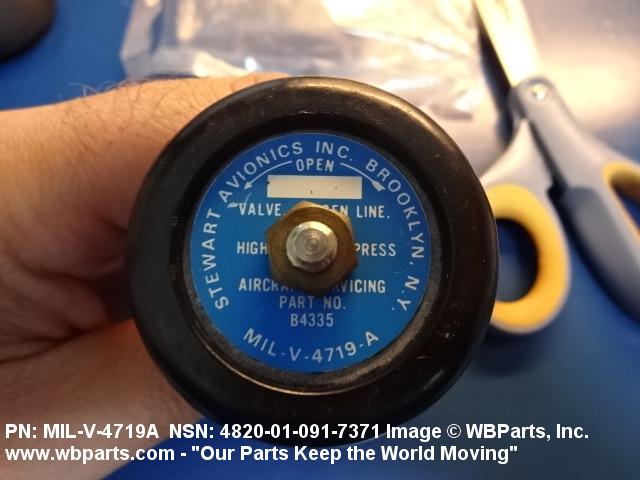 STEWART AVIONICS INC. BROOKLYN, N.Y.
OPEN
VALVE LINE,
HIGH PRESS
SERVICING
PART NO.
B4335
MIL-V-4719-A
PN: MIL-V-4719A NSN: 4820-01-091-7371 Image © WBParts, Inc.
www.wbparts.com - "Our Parts Keep the World Moving"